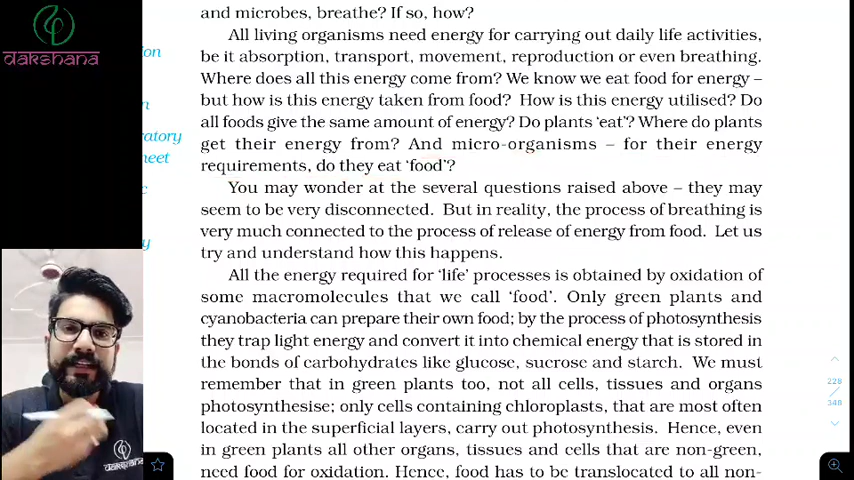 and microbes, breathe? If so, how?
All living organisms need energy for carrying out daily life activities,
be it absorption, transport, movement, reproduction or even breathing.
Where does all this energy come from? We know we eat food for energy –
but how is this energy taken from food? How is this energy utilised? Do
all foods give the same amount of energy? Do plants 'eat'? Where do plants
get their energy from? And micro-organisms – for their energy
requirements, do they eat 'food'?
You may wonder at the several questions raised above – they may
seem to be very disconnected. But in reality, the process of breathing is
very much connected to the process of release of energy from food. Let us
try and understand how this happens.
All the energy required for 'life' processes is obtained by oxidation of
some macromolecules that we call 'food'. Only green plants and
cyanobacteria can prepare their own food; by the process of photosynthesis
they trap light energy and convert it into chemical energy that is stored in
the bonds of carbohydrates like glucose, sucrose and starch. We must
remember that in green plants too, not all cells, tissues and organs
photosynthesise; only cells containing chloroplasts, that are most often
located in the superficial layers, carry out photosynthesis. Hence, even
in green plants all other organs, tissues and cells that are non-green,
need food for oxidation. Hence, food has to be translocated to all non-
dakshana
ion
n
ratory
heet
c
y
dakshana
228
348